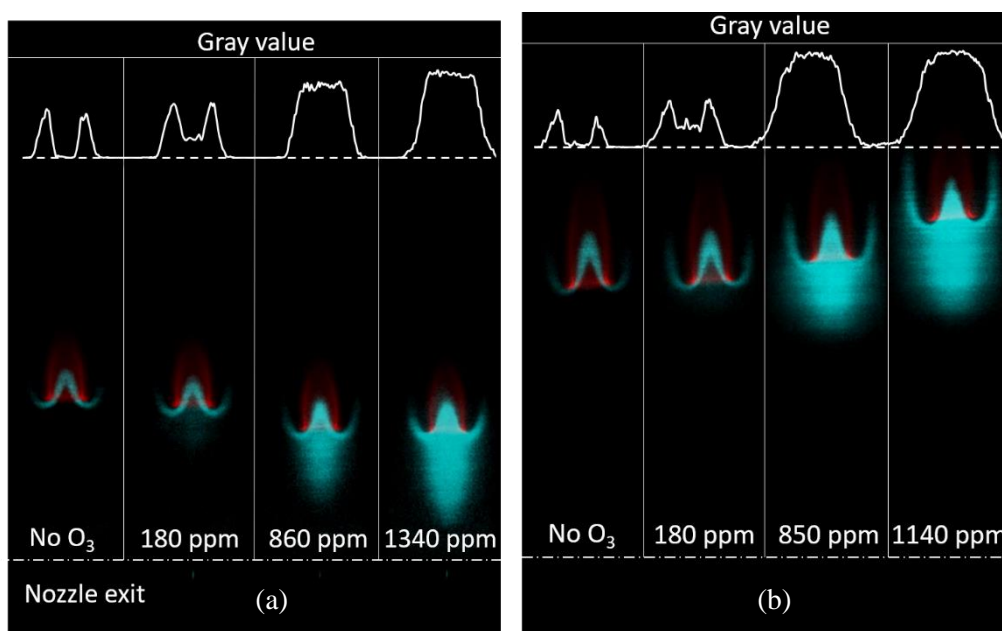 Gray value
No O₃
180 ppm
860 ppm
1340 ppm
Nozzle exit
(a)
Gray value
No O₃
180 ppm
850 ppm
1140 ppm
(b)